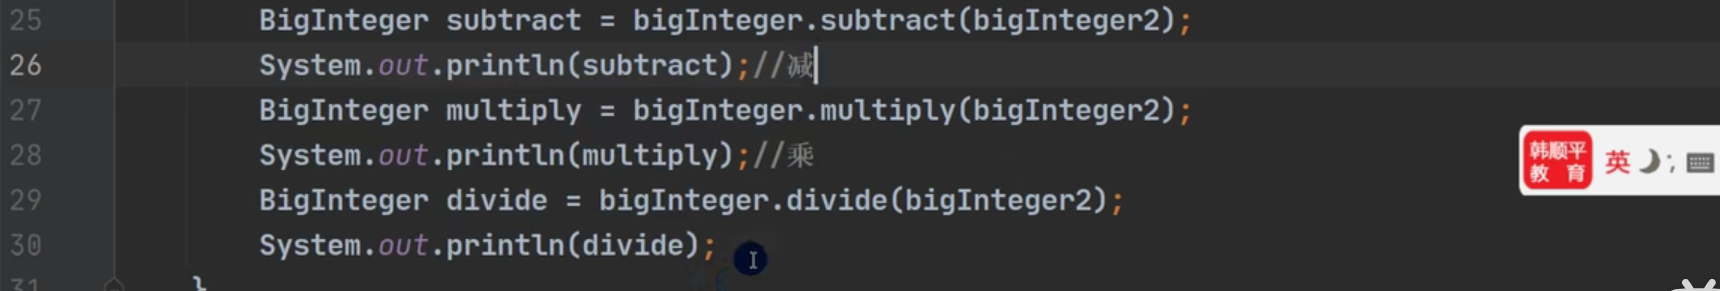 25 BigInteger subtract = bigInteger.subtract(bigInteger2);
26 System.out.println(subtract);//减
27 BigInteger multiply = bigInteger.multiply(bigInteger2);
28 System.out.println(multiply);//乘
韩顺平
教 育
英
29 BigInteger divide = bigInteger.divide(bigInteger2);
30 System.out.println(divide);
31 }